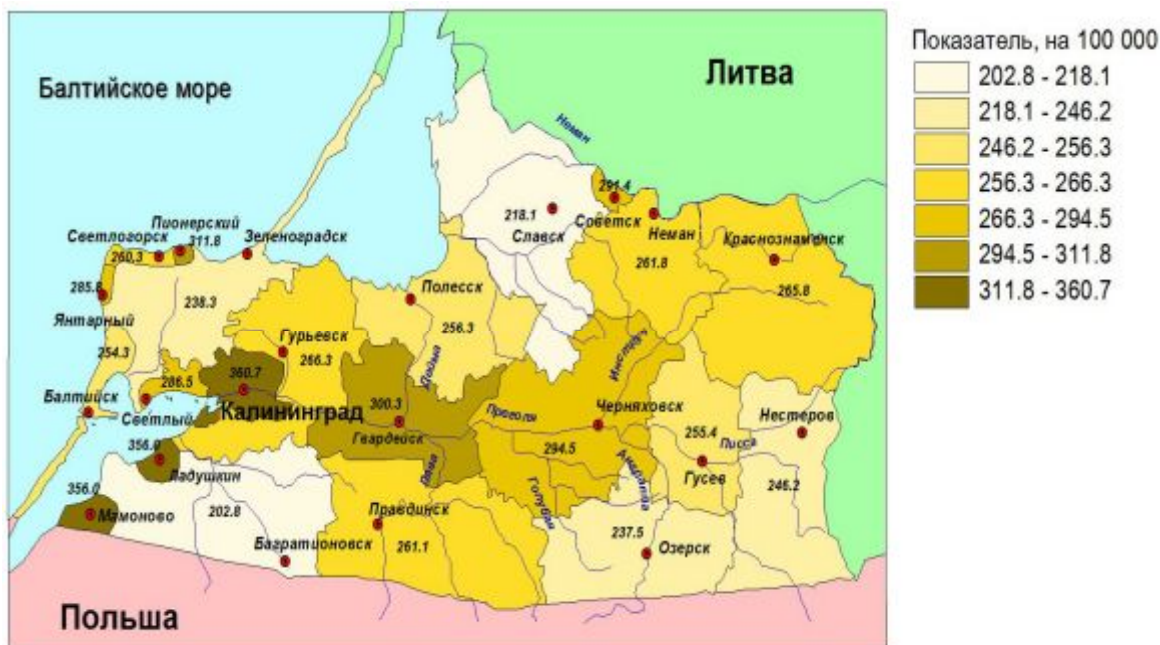 Показатель, на 100 000
202.8 - 218.1
218.1 - 246.2
246.2 - 256.3
256.3 - 266.3
266.3 - 294.5
294.5 - 311.8
311.8 - 360.7
Балтийское море
Литва
Неман
291.4
218.1
Советск
Славск
Неман
Краснознаменск
261.8
265.8
Пионерский
Светлогорск
311.8
Зеленоградск
260.3
285.8
238.3
Янтарный
Полесск
256.3
254.3
Гурьевск
266.3
286.5
360.7
Инструч
Балтийск
Светлый
Калининград
300.3
Преголя
Черняховск
Нестеров
Гвардейск
294.5
255.4
Писса
Гусев
356.0
Ладушкин
Голубая
246.2
356.0
Мамоново
202.8
Правдинск
261.1
237.5
Озерск
Багратионовск
Польша